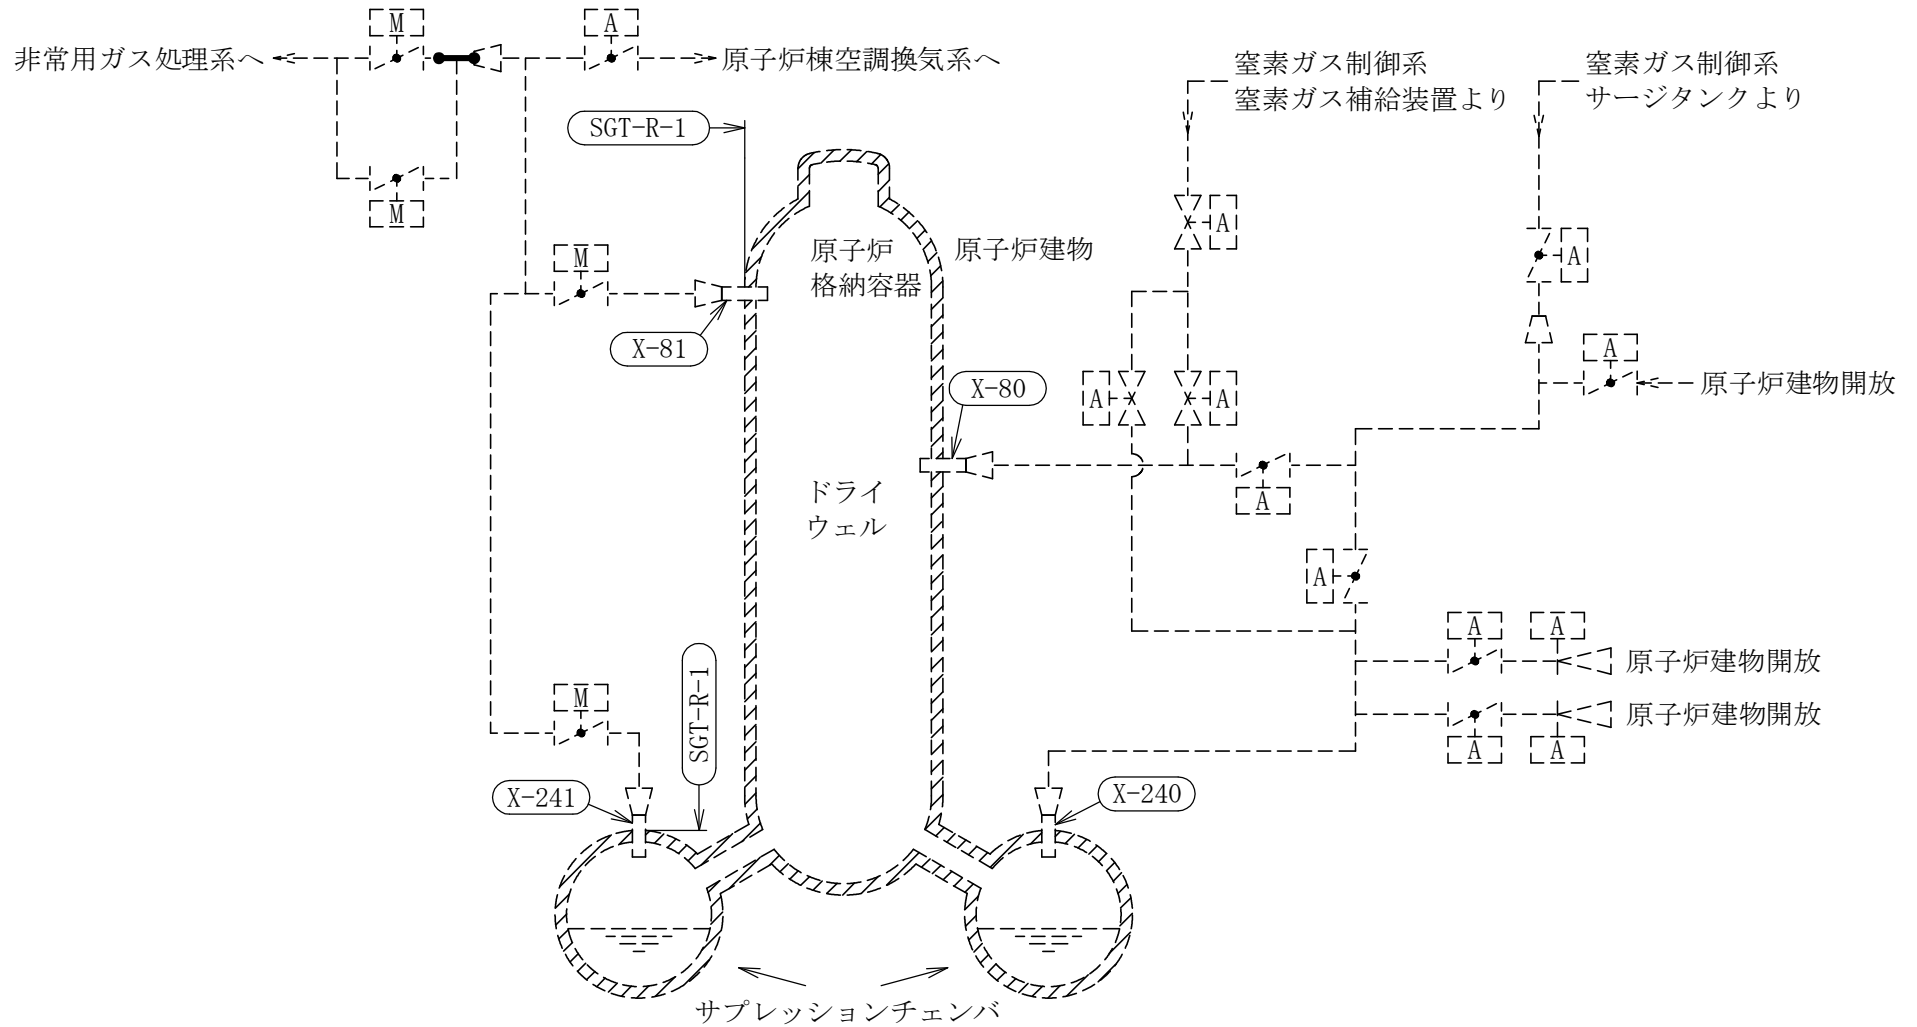 M
A
非常用ガス処理系へ
原子炉棟空調換気系へ
窒素ガス制御系
窒素ガス補給装置より
窒素ガス制御系
サージタンクより
SGT-R-1
M
A
M
原子炉
格納容器
原子炉建物
A
X-81
A
X-80
A
A
原子炉建物開放
A
ドライ
ウェル
A
A
A
原子炉建物開放
SGT-R-1
M
原子炉建物開放
A
A
X-241
X-240
サプレッションチェンバ